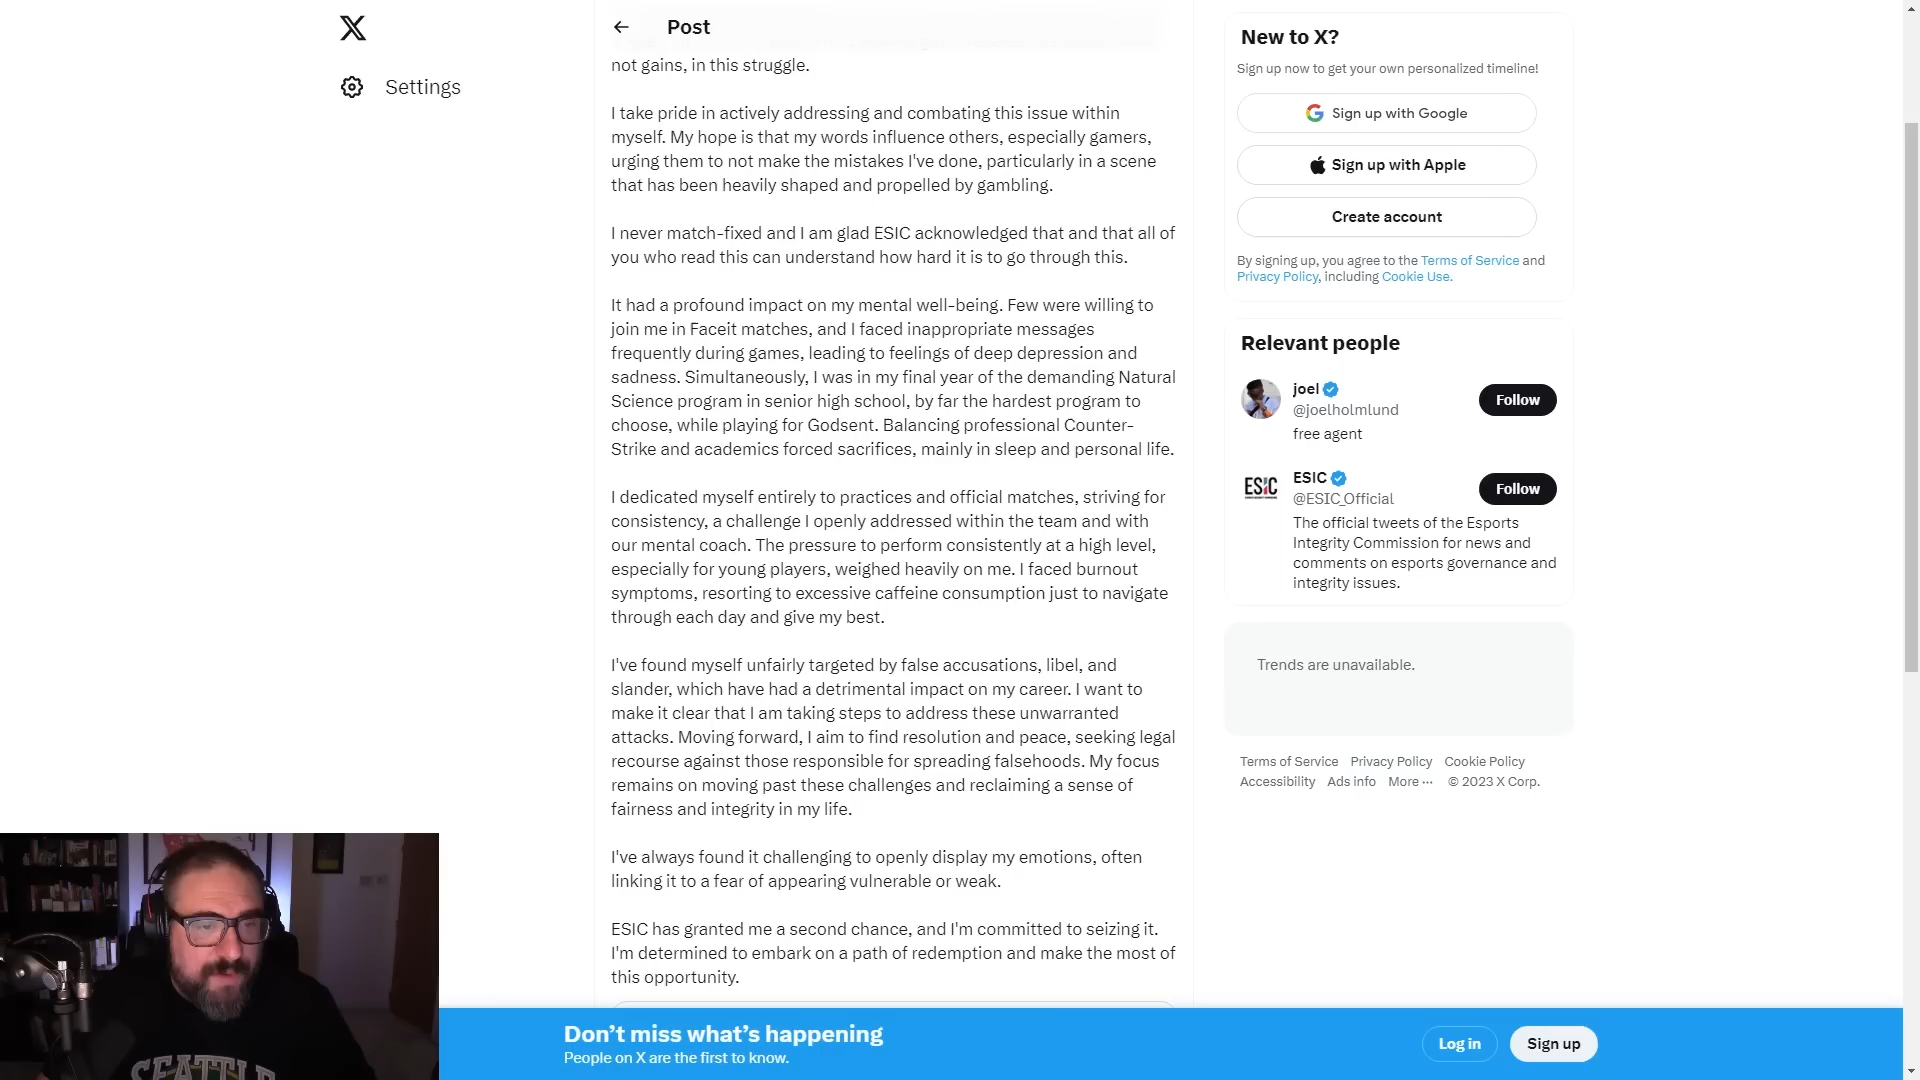 Settings
Post
not gains, in this struggle.
I take pride in actively addressing and combating this issue within
myself. My hope is that my words influence others, especially gamers,
urging them to not make the mistakes I've done, particularly in a scene
that has been heavily shaped and propelled by gambling.
I never match-fixed and I am glad ESIC acknowledged that and that all of
you who read this can understand how hard it is to go through this.
It had a profound impact on my mental well-being. Few were willing to
join me in Faceit matches, and I faced inappropriate messages
frequently during games, leading to feelings of deep depression and
sadness. Simultaneously, I was in my final year of the demanding Natural
Science program in senior high school, by far the hardest program to
choose, while playing for Godsent. Balancing professional Counter-
Strike and academics forced sacrifices, mainly in sleep and personal life.
I dedicated myself entirely to practices and official matches, striving for
consistency, a challenge I openly addressed within the team and with
our mental coach. The pressure to perform consistently at a high level,
especially for young players, weighed heavily on me. I faced burnout
symptoms, resorting to excessive caffeine consumption just to navigate
through each day and give my best.
I've found myself unfairly targeted by false accusations, libel, and
slander, which have had a detrimental impact on my career. I want to
make it clear that I am taking steps to address these unwarranted
attacks. Moving forward, I aim to find resolution and peace, seeking legal
recourse against those responsible for spreading falsehoods. My focus
remains on moving past these challenges and reclaiming a sense of
fairness and integrity in my life.
I've always found it challenging to openly display my emotions, often
linking it to a fear of appearing vulnerable or weak.
ESIC has granted me a second chance, and I'm committed to seizing it.
I'm determined to embark on a path of redemption and make the most of
this opportunity.
New to X?
Sign up now to get your own personalized timeline!
Sign up with Google
Sign up with Apple
Create account
By signing up, you agree to the Terms of Service and
Privacy Policy, including Cookie Use.
Relevant people
joel
@joelholmlund
Follow
free agent
ESIC
ESIC
@ESIC_Official
Follow
The official tweets of the Esports
Integrity Commission for news and
comments on esports governance and
integrity issues.
Trends are unavailable.
Terms of Service Privacy Policy Cookie Policy
Accessibility Ads info More ··· © 2023 X Corp.
SEATTLE
Don’t miss what’s happening
People on X are the first to know.
Log in
Sign up